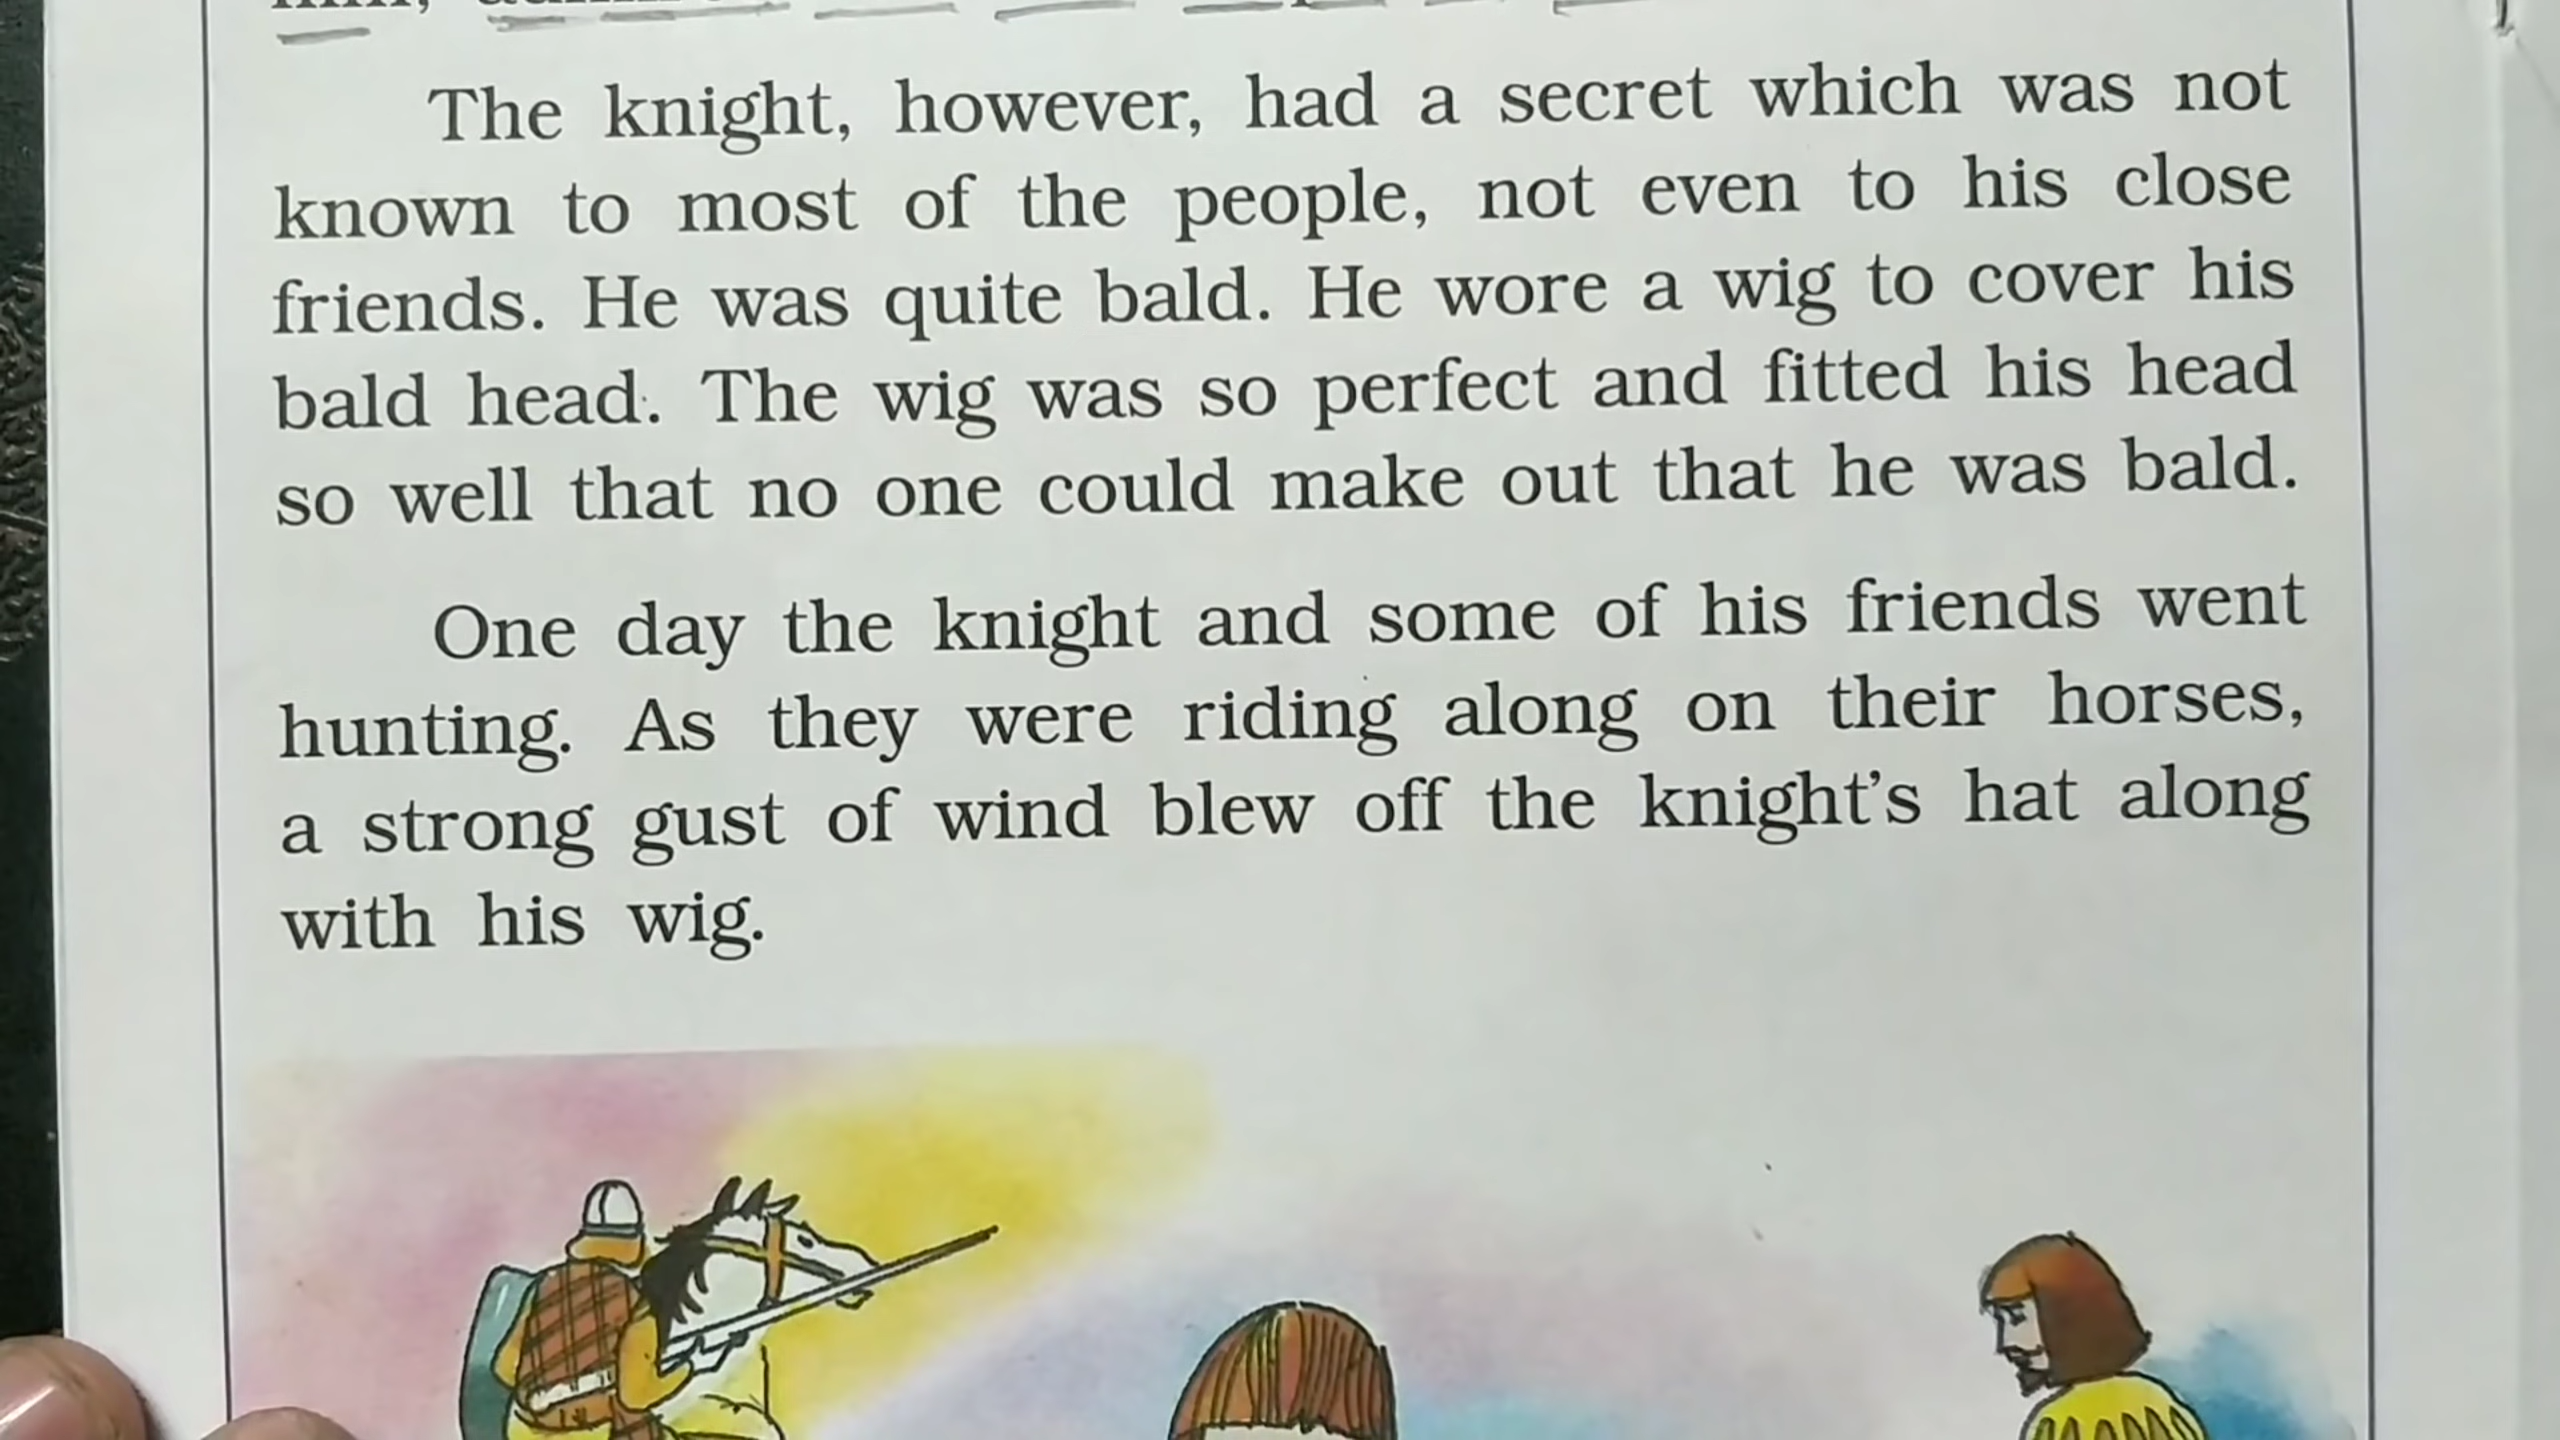 The knight, however, had a secret which was not
known to most of the people, not even to his close
friends. He was quite bald. He wore a wig to cover his
bald head. The wig was so perfect and fitted his head
so well that no one could make out that he was bald.
One day the knight and some of his friends went
hunting. As they were riding along on their horses,
a strong gust of wind blew off the knight’s hat along
with his wig.